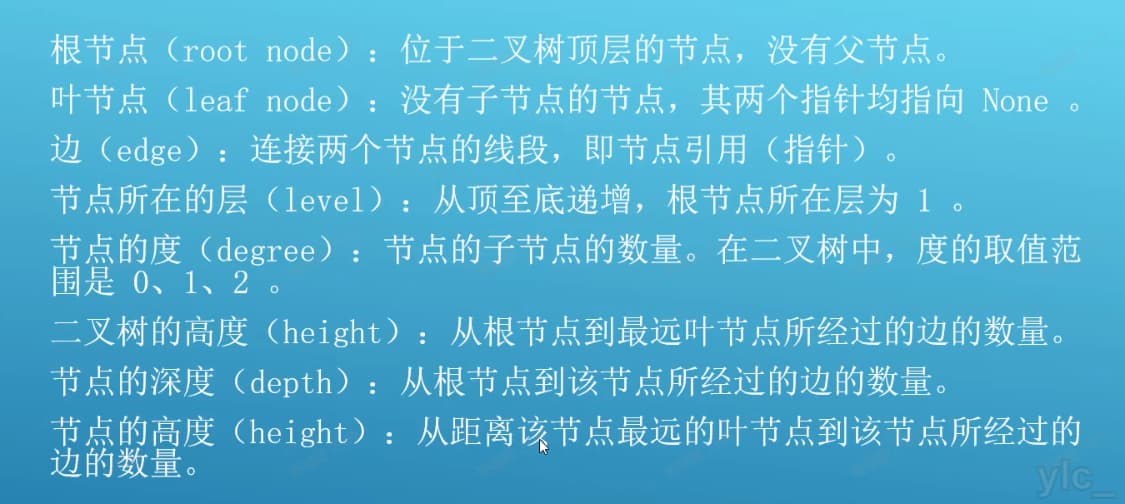 根节点（root node）：位于二叉树顶层的节点，没有父节点。
叶节点（leaf node）：没有子节点的节点，其两个指针均指向 None 。
边（edge）：连接两个节点的线段，即节点引用（指针）。
节点所在的层（level）：从顶至底递增，根节点所在层为 1 。
节点的度（degree）：节点的子节点的数量。在二叉树中，度的取值范
围是 0、1、2 。
二叉树的高度（height）：从根节点到最远叶节点所经过的边的数量。
节点的深度（depth）：从根节点到该节点所经过的边的数量。
节点的高度（height）：从距离该节点最远的叶节点到该节点所经过的
边的数量。
ylc_